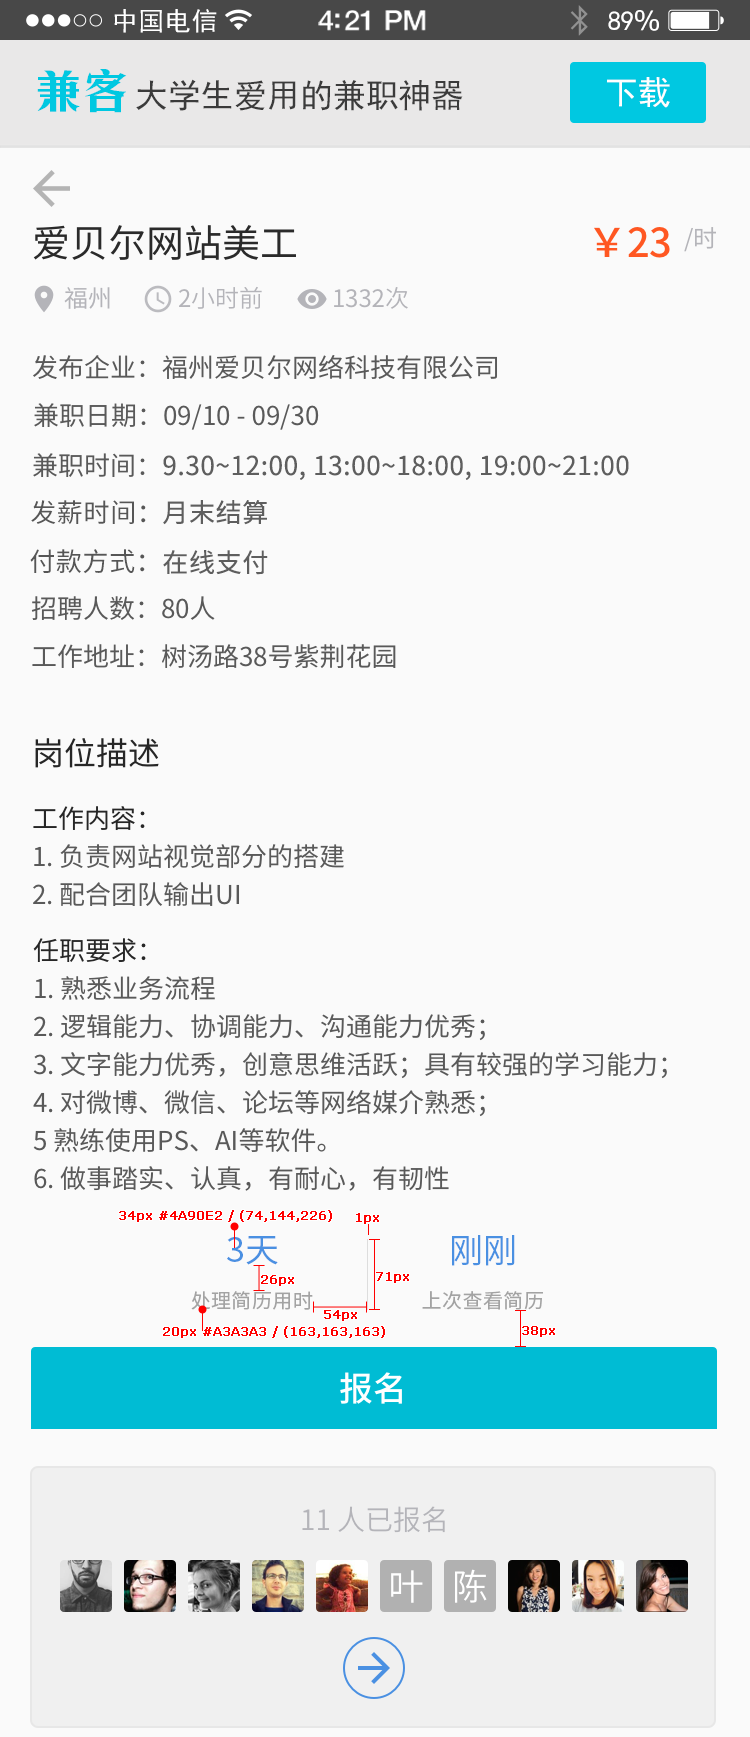 中国电信 4:21 PM 89%
兼客 大学生爱用的兼职神器 下载
爱贝尔网站美工 ￥23 /时
福州 2小时前 1332次
发布企业：福州爱贝尔网络科技有限公司
兼职日期：09/10 - 09/30
兼职时间：9.30~12:00, 13:00~18:00, 19:00~21:00
发薪时间：月末结算
付款方式：在线支付
招聘人数：80人
工作地址：树汤路38号紫荆花园
岗位描述
工作内容：
1. 负责网站视觉部分的搭建
2. 配合团队输出UI
任职要求：
1. 熟悉业务流程
2. 逻辑能力、协调能力、沟通能力优秀；
3. 文字能力优秀，创意思维活跃；具有较强的学习能力；
4. 对微博、微信、论坛等网络媒介熟悉；
5 熟练使用PS、AI等软件。
6. 做事踏实、认真，有耐心，有韧性
34px #4A90E2 / (74,144,226) 1px
3天 刚刚
26px 71px
处理简历用时 上次查看简历
54px
20px #A3A3A3 / (163,163,163) 38px
报名
11 人已报名
叶 陈